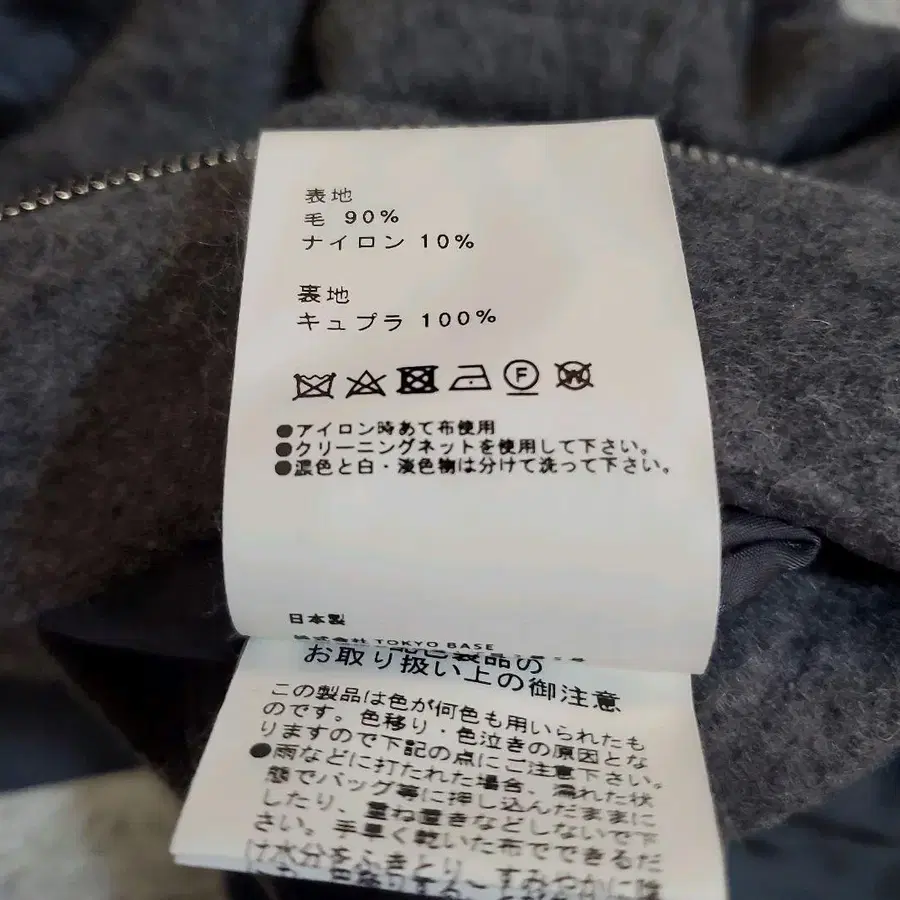 表地
毛 90%
ナイロン 10%
裏地
キュプラ 100%
F
W
●アイロン時あて布使用
●クリーニングネットを使用して下さい。
●濃色と白・淡色物は分けて洗って下さい。
日本製
株式会社 TOKYO BASE
配色製品の
お取り扱い上の御注意
この製品は色が何色も用いられたも
のです。色移り・色泣きの原因とな
りますので下記の点にご注意下さい。
●雨などに打たれた場合、濡れた状
態でバッグ等に押し込んだままに
したり、重ね置きなどしないで下
さい。手早く乾いた布でできるだ
け水分をふきとり、すみやかに陰